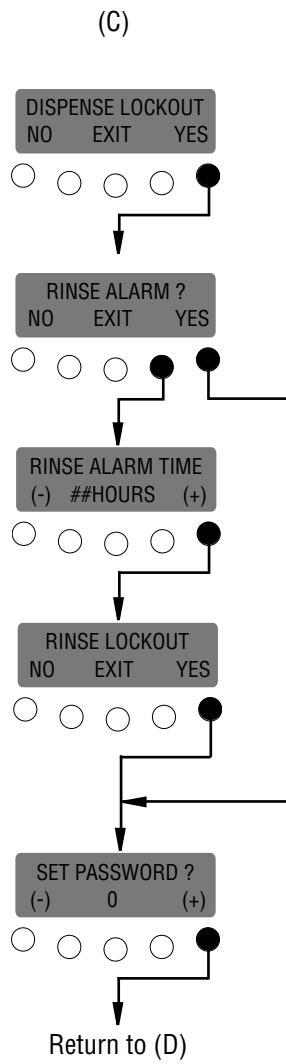 (C)
DISPENSE LOCKOUT
NO EXIT YES
RINSE ALARM ?
NO EXIT YES
RINSE ALARM TIME
(-) ##HOURS (+)
RINSE LOCKOUT
NO EXIT YES
SET PASSWORD ?
(-) 0 (+)
Return to (D)